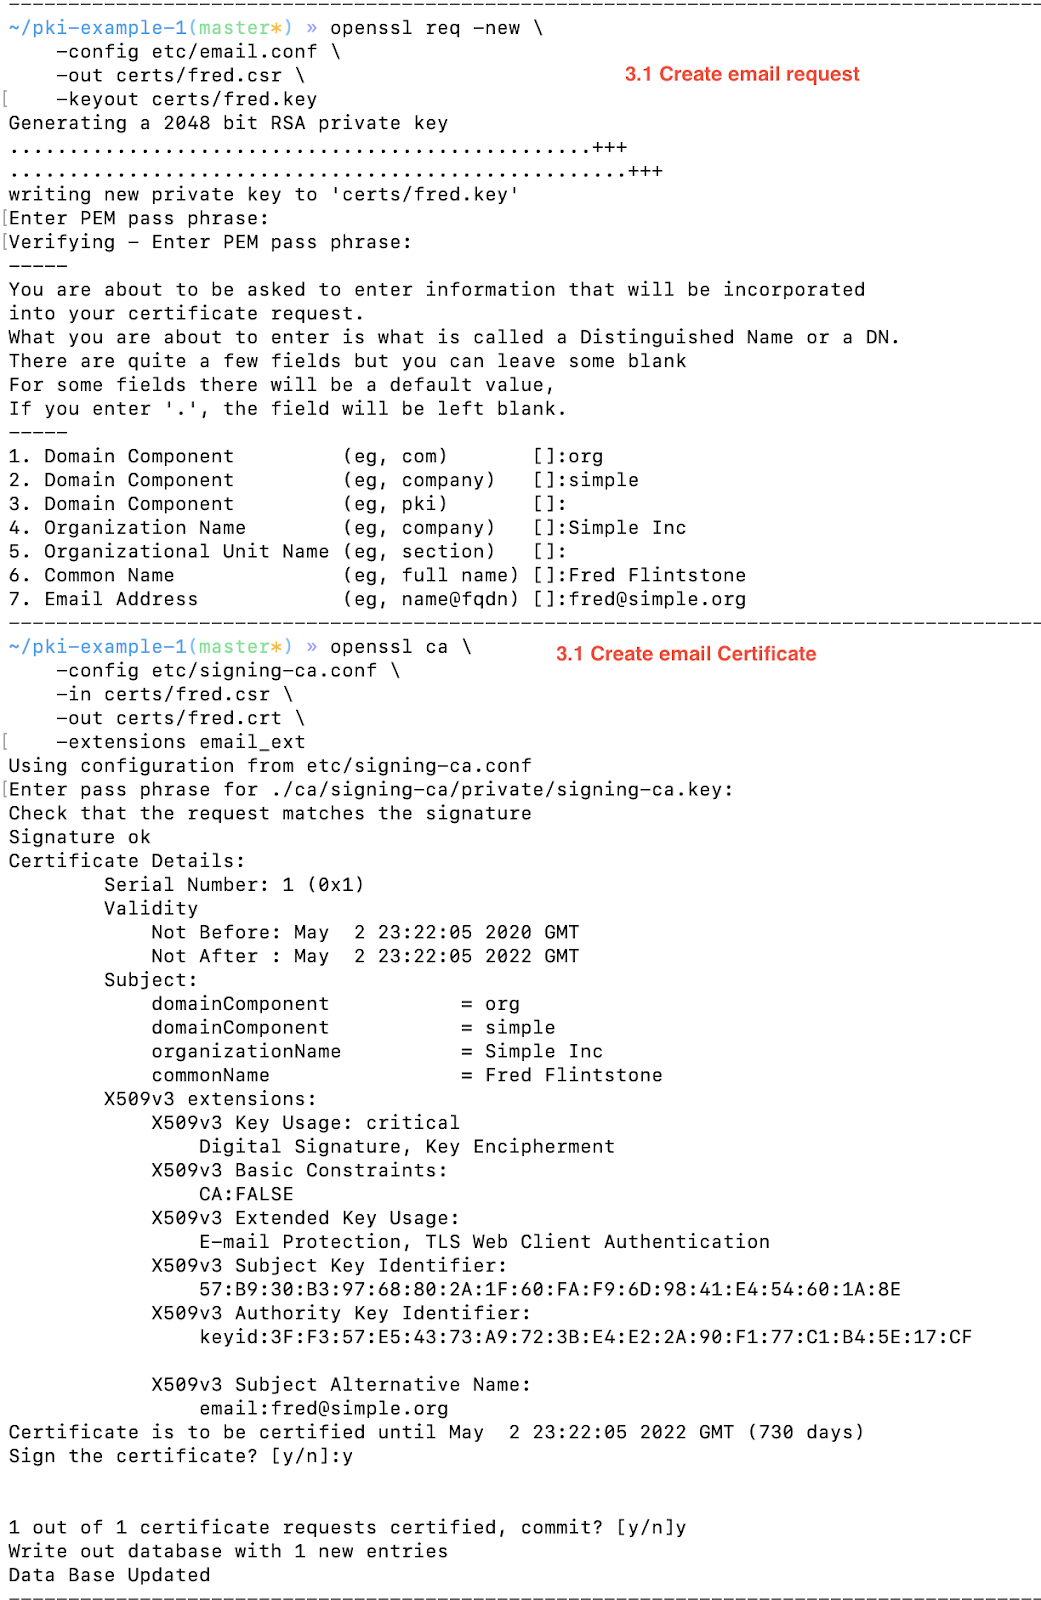 ~/pki-example-1(master*) » openssl req -new \
    -config etc/email.conf \
    -out certs/fred.csr \
3.1 Create email request
[    -keyout certs/fred.key
Generating a 2048 bit RSA private key
.................................................+++
....................................................+++
writing new private key to 'certs/fred.key'
[Enter PEM pass phrase:
[Verifying - Enter PEM pass phrase:
-----
You are about to be asked to enter information that will be incorporated
into your certificate request.
What you are about to enter is what is called a Distinguished Name or a DN.
There are quite a few fields but you can leave some blank
For some fields there will be a default value,
If you enter '.', the field will be left blank.
-----
1. Domain Component         (eg, com)       []:org
2. Domain Component         (eg, company)   []:simple
3. Domain Component         (eg, pki)       []:
4. Organization Name        (eg, company)   []:Simple Inc
5. Organizational Unit Name (eg, section)   []:
6. Common Name              (eg, full name) []:Fred Flintstone
7. Email Address            (eg, name@fqdn) []:fred@simple.org
~/pki-example-1(master*) » openssl ca \
3.1 Create email Certificate
    -config etc/signing-ca.conf \
    -in certs/fred.csr \
    -out certs/fred.crt \
[    -extensions email_ext
Using configuration from etc/signing-ca.conf
[Enter pass phrase for ./ca/signing-ca/private/signing-ca.key:
Check that the request matches the signature
Signature ok
Certificate Details:
        Serial Number: 1 (0x1)
        Validity
            Not Before: May  2 23:22:05 2020 GMT
            Not After : May  2 23:22:05 2022 GMT
        Subject:
            domainComponent           = org
            domainComponent           = simple
            organizationName          = Simple Inc
            commonName                = Fred Flintstone
        X509v3 extensions:
            X509v3 Key Usage: critical
                Digital Signature, Key Encipherment
            X509v3 Basic Constraints:
                CA:FALSE
            X509v3 Extended Key Usage:
                E-mail Protection, TLS Web Client Authentication
            X509v3 Subject Key Identifier:
                57:B9:30:B3:97:68:80:2A:1F:60:FA:F9:6D:98:41:E4:54:60:1A:8E
            X509v3 Authority Key Identifier:
                keyid:3F:F3:57:E5:43:73:A9:72:3B:E4:E2:2A:90:F1:77:C1:B4:5E:17:CF
            X509v3 Subject Alternative Name:
                email:fred@simple.org
Certificate is to be certified until May  2 23:22:05 2022 GMT (730 days)
Sign the certificate? [y/n]:y
1 out of 1 certificate requests certified, commit? [y/n]y
Write out database with 1 new entries
Data Base Updated